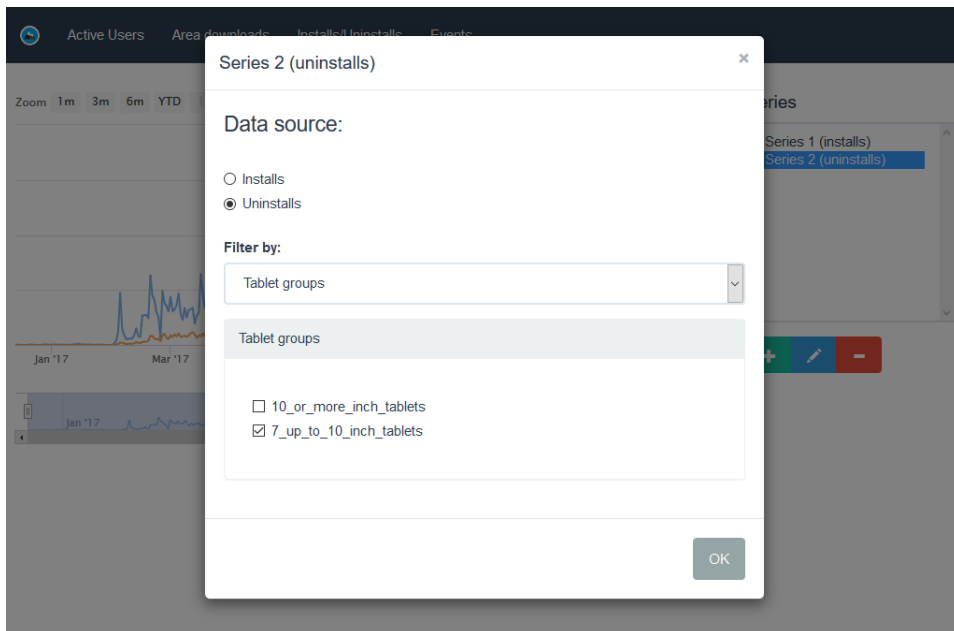 Active Users Area downloads Installs/Uninstalls Events
Series 2 (uninstalls) ×
Zoom 1m 3m 6m YTD
Data source:
Installs
Uninstalls
Filter by:
Tablet groups
Tablet groups
10_or_more_inch_tablets
7_up_to_10_inch_tablets
OK
Jan '17 Mar '17
Jan '17
eries
Series 1 (installs)
Series 2 (uninstalls)